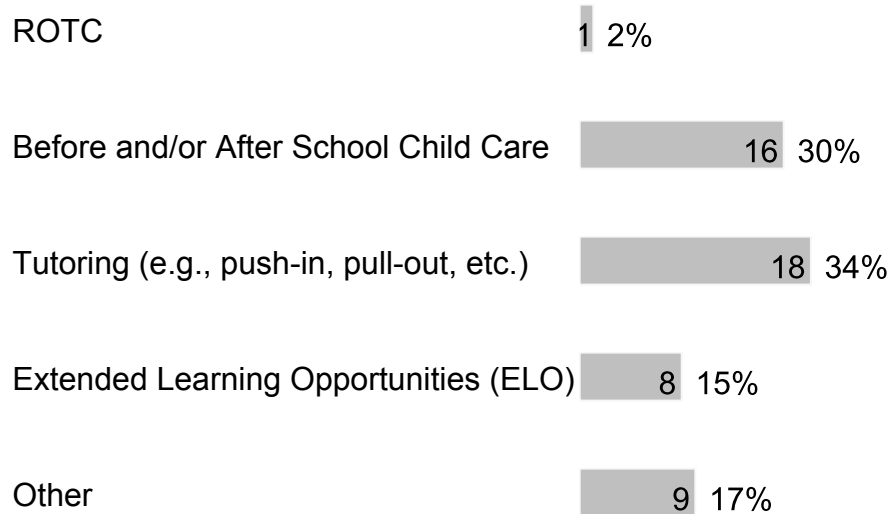 ROTC 1 2%
Before and/or After School Child Care 16 30%
Tutoring (e.g., push-in, pull-out, etc.) 18 34%
Extended Learning Opportunities (ELO) 8 15%
Other 9 17%